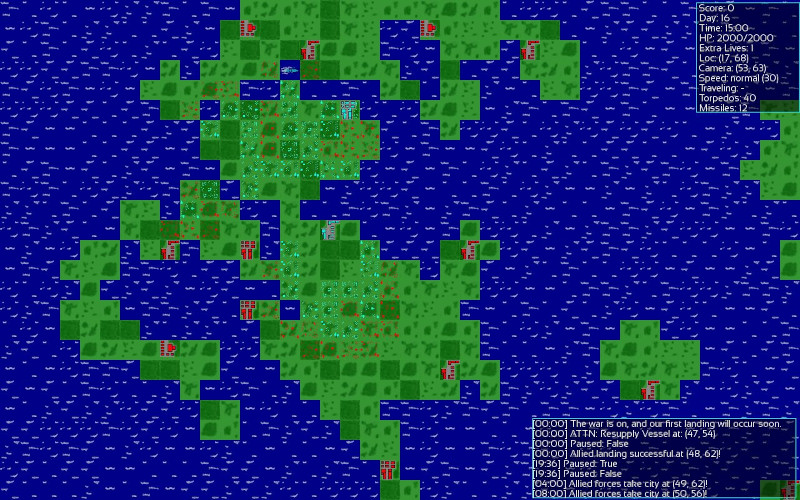 Score: 0
Day: 16
Time: 15:00
HP: 2000/2000
Extra Lives: 1
Loc: (17, 68)
Camera: (53, 63)
Speed: normal (30)
Traveling: -
Torpedos: 40
Missiles: 12
[00:00] The war is on, and our first landing will occur soon.
[00:00] ATTN: Resupply Vessel at: (47, 54)
[00:00] Paused: False
[00:00] Allied landing successful at (48, 62)!
[19:36] Paused: True
[19:36] Paused: False
[04:00] Allied forces take city at (49, 62)!
[08:00] Allied forces take city at (50, 56)!